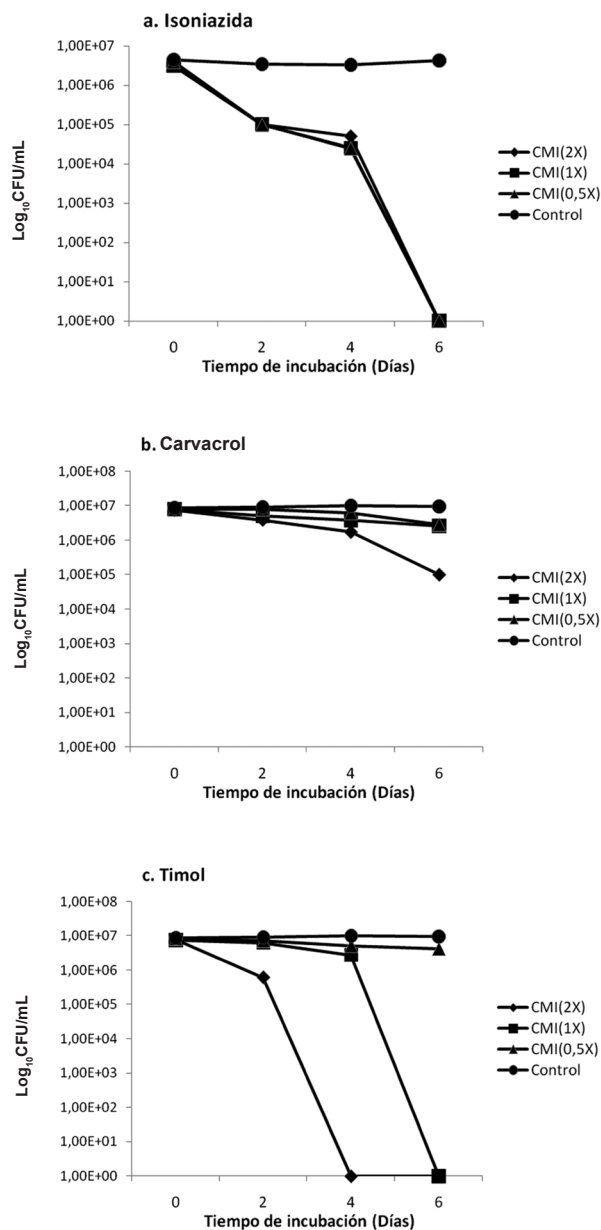 a. Isoniazida
1,00E+07
1,00E+06
1,00E+05
1,00E+04
1,00E+03
1,00E+02
1,00E+01
1,00E+00
Log₁₀CFU/mL
0 2 4 6
Tiempo de incubación (Días)
CMI(2X)
CMI(1X)
CMI(0,5X)
Control
b. Carvacrol
1,00E+08
1,00E+07
1,00E+06
1,00E+05
1,00E+04
1,00E+03
1,00E+02
1,00E+01
1,00E+00
Log₁₀CFU/mL
0 2 4 6
Tiempo de incubación (Días)
CMI(2X)
CMI(1X)
CMI(0,5X)
Control
c. Timol
1,00E+08
1,00E+07
1,00E+06
1,00E+05
1,00E+04
1,00E+03
1,00E+02
1,00E+01
1,00E+00
Log₁₀CFU/mL
0 2 4 6
Tiempo de incubación (Días)
CMI(2X)
CMI(1X)
CMI(0,5X)
Control